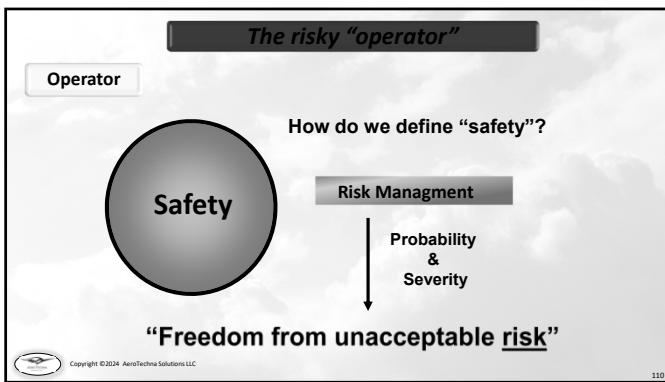 The risky “operator”
Operator
How do we define “safety”?
Safety
Risk Managment
Probability
&
Severity
“Freedom from unacceptable risk”
Copyright ©2024 AeroTechna Solutions LLC
110